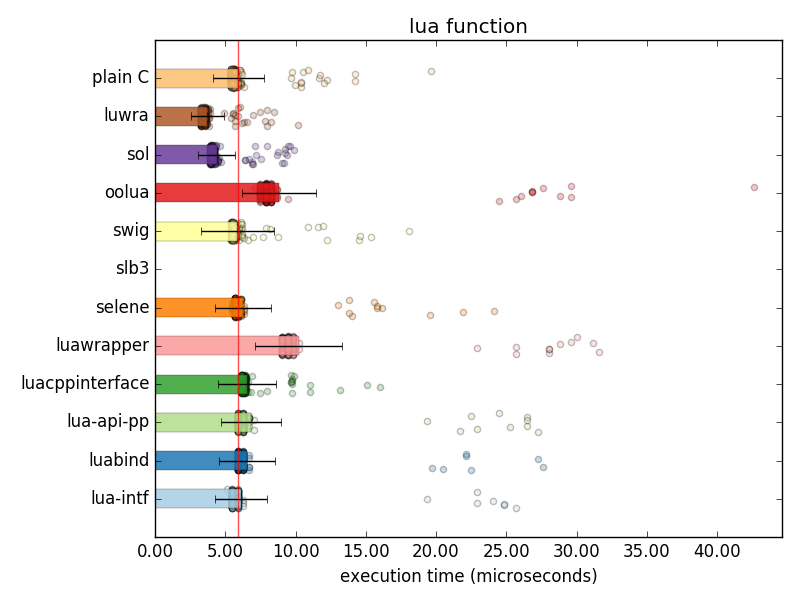 lua function
plain C
luwra
sol
oolua
swig
slb3
selene
luawrapper
luacppinterface
lua-api-pp
luabind
lua-intf
0.00 5.00 10.00 15.00 20.00 25.00 30.00 35.00 40.00
execution time (microseconds)